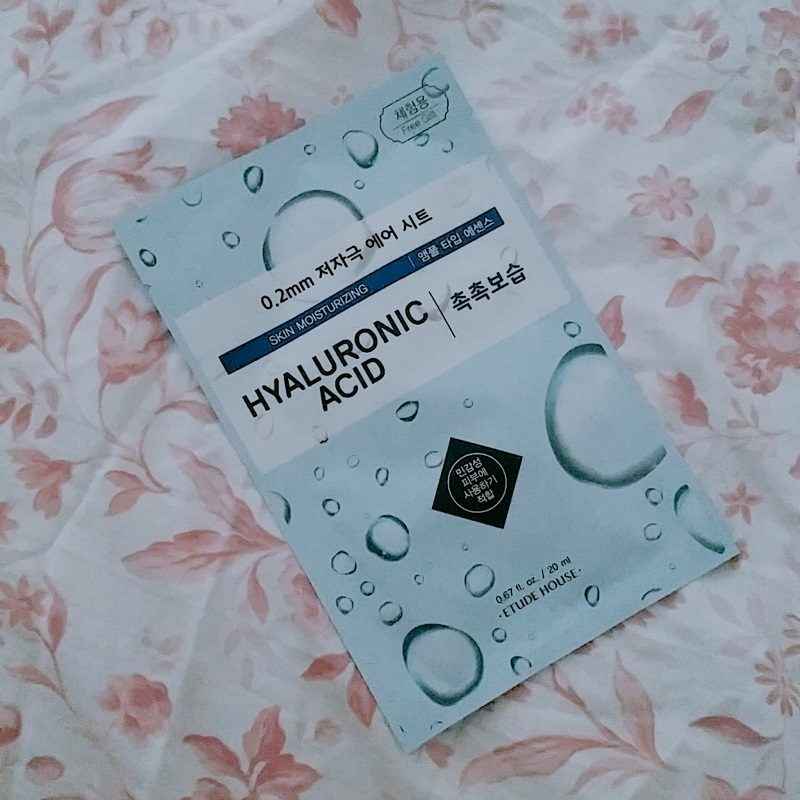 체험용
Free Gift
0.2mm 저자극 에어 시트
SKIN MOISTURIZING | 앰플 타입 에센스
HYALURONIC
ACID
촉촉보습
민감성
피부에
사용하기
적합
0.67 fl. oz. / 20 ml
·ETUDE HOUSE·